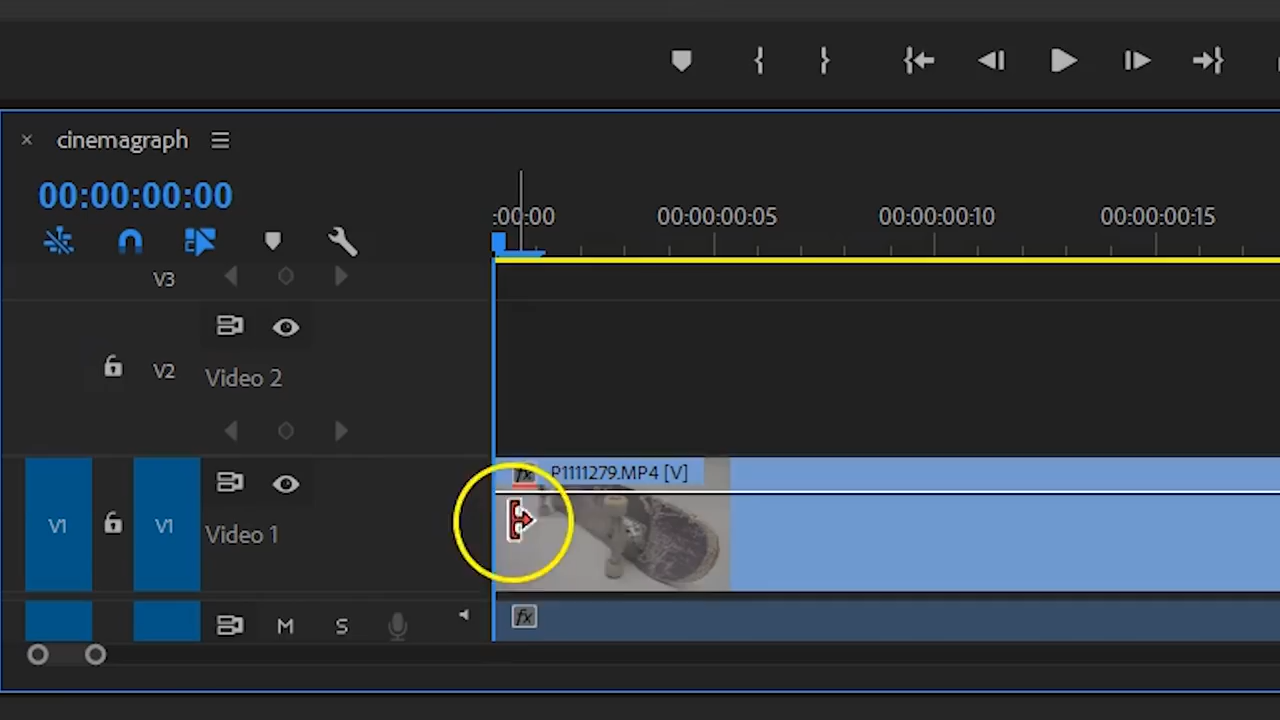 cinemagraph
00:00:00:00
:00:00 00:00:00:05 00:00:00:10 00:00:00:15
V3
V2 Video 2
fx P1111279.MP4 [V]
V1 V1 Video 1
M S fx